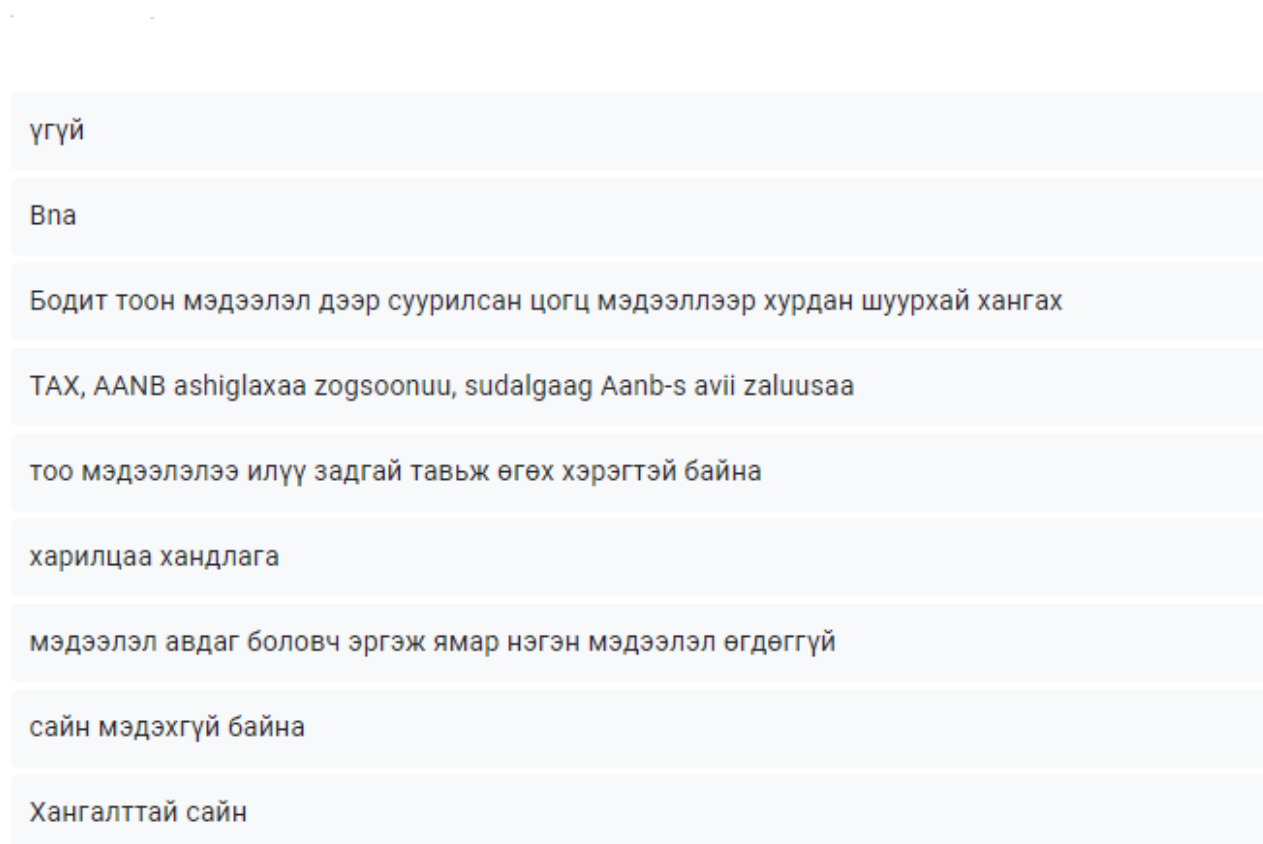 үгүй
Bna
Бодит тоон мэдээлэл дээр суурилсан цогц мэдээллээр хурдан шуурхай хангах
TAX, AANB ashiglaxaa zogsoonuu, sudalgaag Aanb-s avii zaluusaa
тоо мэдээлэлээ илүү задгай тавьж өгөх хэрэгтэй байна
харилцаа хандлага
мэдээлэл авдаг боловч эргэж ямар нэгэн мэдээлэл өгдөггүй
сайн мэдэхгүй байна
Хангалттай сайн